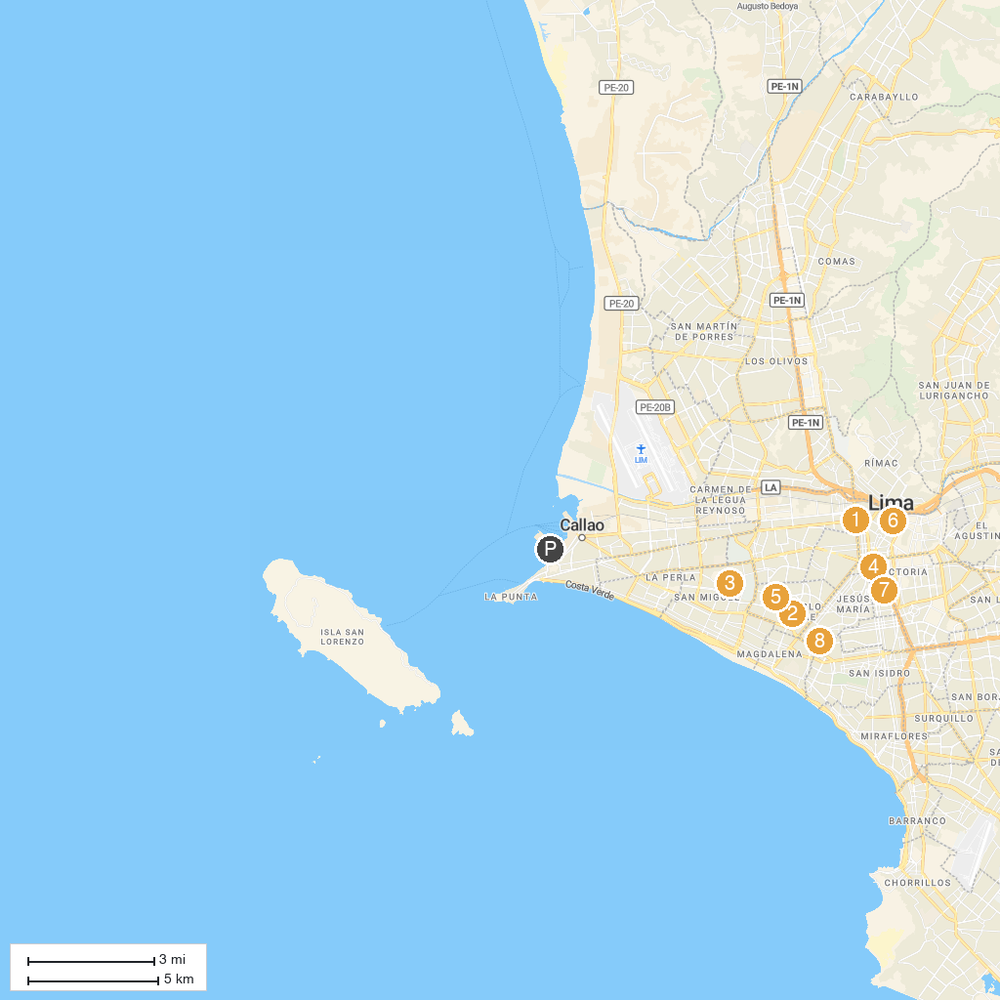 Augusto Bedoya
PE-20
PE-1N
CARABAYLLO
COMAS
PE-20
PE-1N
SAN MARTÍN
DE PORRES
LOS OLIVOS
SAN JUAN DE
LURIGANCHO
PE-20B
PE-1N
LIM
RÍMAC
LA
CARMEN DE
LA LEGUA
REYNOSO
Lima
1
6
Callao
EL
AGUSTIN
P
4
CTORIA
LA PERLA
3
7
Costa Verde
LA PUNTA
SAN MIGUEL
5
2
JESÚS
MARÍA
SAN L
ISLA SAN
LORENZO
8
MAGDALENA
SAN ISIDRO
SAN BOR
SURQUILLO
MIRAFLORES
BARRANCO
CHORRILLOS
3 mi
5 km